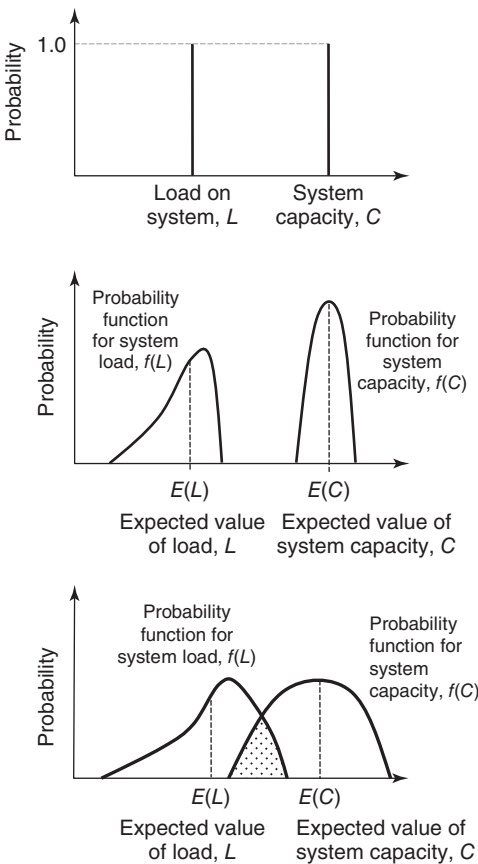 Probability
1.0
Load on
system, L
System
capacity, C
Probability
Probability
function
for system
load, f(L)
Probability
function for
system
capacity, f(C)
E(L)
E(C)
Expected value
of load, L
Expected value of
system capacity, C
Probability
Probability
function for
system load, f(L)
Probability
function for
system
capacity, f(C)
E(L)
E(C)
Expected value
of load, L
Expected value of
system capacity, C